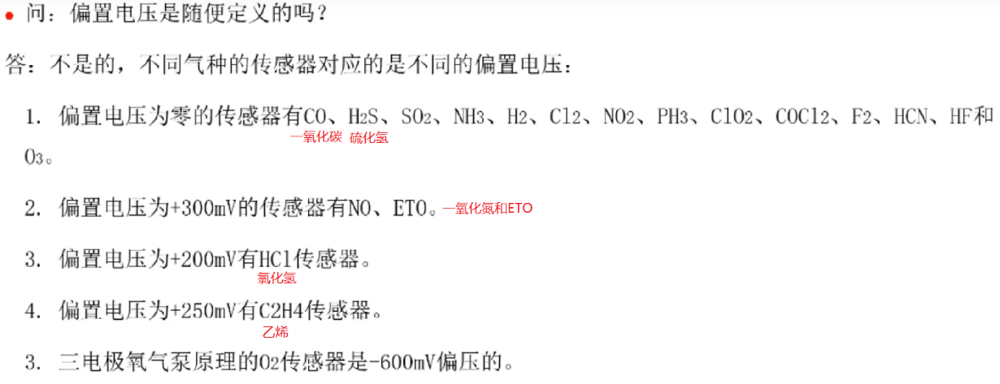 • 问：偏置电压是随便定义的吗？
答：不是的，不同气种的传感器对应的是不同的偏置电压：
1. 偏置电压为零的传感器有CO、H2S、SO2、NH3、H2、Cl2、NO2、PH3、ClO2、COCl2、F2、HCN、HF和
一氧化碳 硫化氢
O3。
2. 偏置电压为+300mV的传感器有NO、ETO。一氧化氮和ETO
3. 偏置电压为+200mV有HCl传感器。
氯化氢
4. 偏置电压为+250mV有C2H4传感器。
乙烯
3. 三电极氧气泵原理的O2传感器是-600mV偏压的。